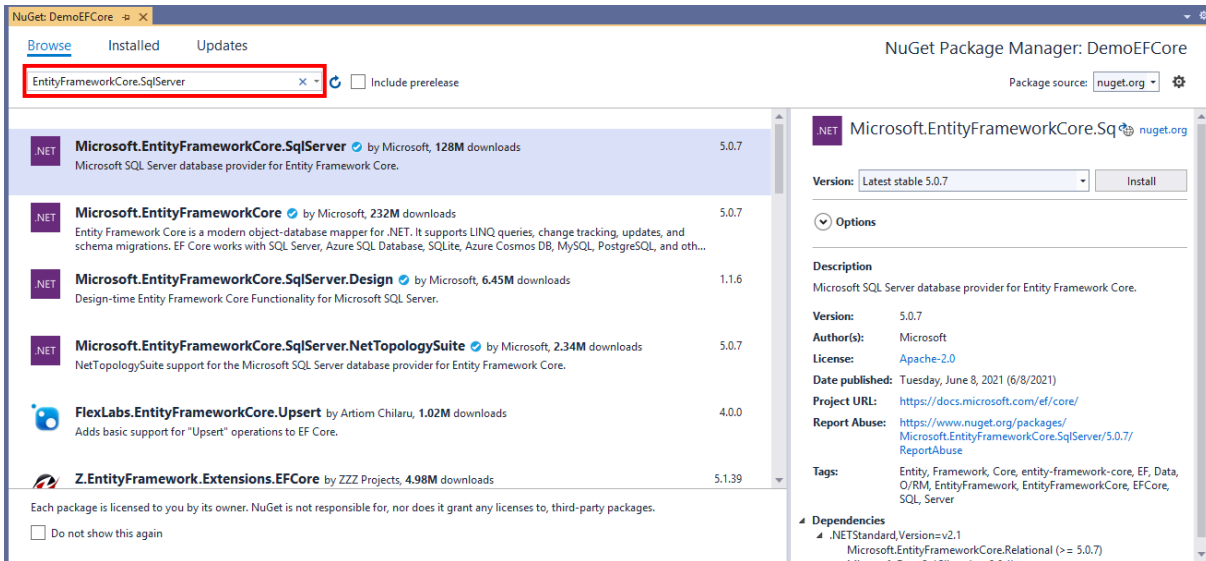 NuGet: DemoEFCore
Browse Installed Updates
NuGet Package Manager: DemoEFCore
EntityFrameworkCore.SqlServer
Include prerelease
Package source: nuget.org
.NET
Microsoft.EntityFrameworkCore.SqlServer by Microsoft, 128M downloads 5.0.7
Microsoft SQL Server database provider for Entity Framework Core.
.NET
Microsoft.EntityFrameworkCore by Microsoft, 232M downloads 5.0.7
Entity Framework Core is a modern object-database mapper for .NET. It supports LINQ queries, change tracking, updates, and
schema migrations. EF Core works with SQL Server, Azure SQL Database, SQLite, Azure Cosmos DB, MySQL, PostgreSQL, and oth...
.NET
Microsoft.EntityFrameworkCore.SqlServer.Design by Microsoft, 6.45M downloads 1.1.6
Design-time Entity Framework Core Functionality for Microsoft SQL Server.
.NET
Microsoft.EntityFrameworkCore.SqlServer.NetTopologySuite by Microsoft, 2.34M downloads 5.0.7
NetTopologySuite support for the Microsoft SQL Server database provider for Entity Framework Core.
FlexLabs.EntityFrameworkCore.Upsert by Artiom Chilaru, 1.02M downloads 4.0.0
Adds basic support for "Upsert" operations to EF Core.
Z.EntityFramework.Extensions.EFCore by ZZZ Projects, 4.98M downloads 5.1.39
Each package is licensed to you by its owner. NuGet is not responsible for, nor does it grant any licenses to, third-party packages.
Do not show this again
.NET
Microsoft.EntityFrameworkCore.Sq nuget.org
Version: Latest stable 5.0.7 Install
Options
Description
Microsoft SQL Server database provider for Entity Framework Core.
Version: 5.0.7
Author(s): Microsoft
License: Apache-2.0
Date published: Tuesday, June 8, 2021 (6/8/2021)
Project URL: https://docs.microsoft.com/ef/core/
Report Abuse: https://www.nuget.org/packages/
Microsoft.EntityFrameworkCore.SqlServer/5.0.7/
ReportAbuse
Tags: Entity, Framework, Core, entity-framework-core, EF, Data,
O/RM, EntityFramework, EntityFrameworkCore, EFCore,
SQL, Server
Dependencies
.NETStandard,Version=v2.1
Microsoft.EntityFrameworkCore.Relational (>= 5.0.7)